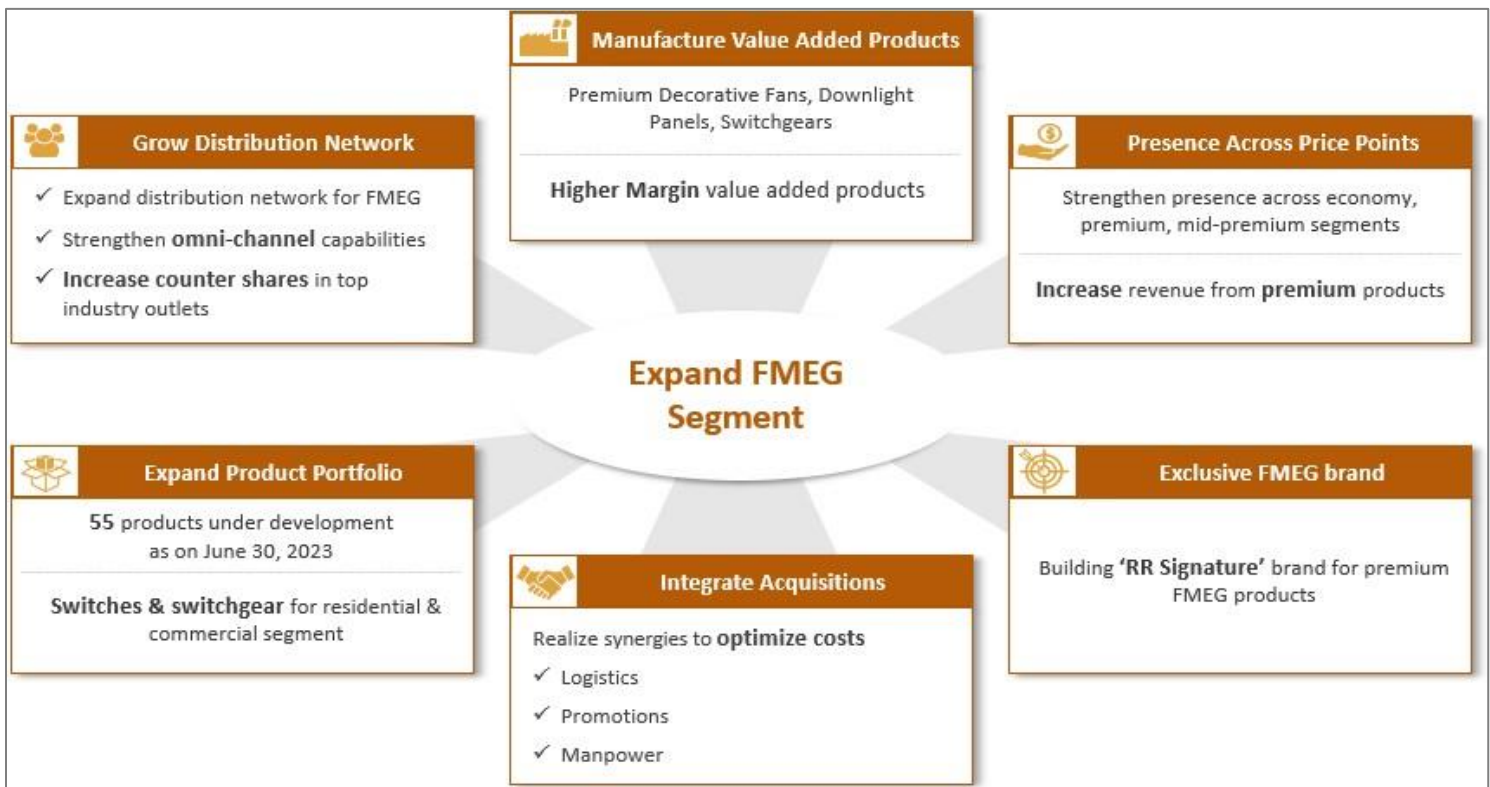 Manufacture Value Added Products
Premium Decorative Fans, Downlight
Panels, Switchgears
Higher Margin value added products
Grow Distribution Network
✓ Expand distribution network for FMEG
✓ Strengthen omni-channel capabilities
✓ Increase counter shares in top
industry outlets
Presence Across Price Points
Strengthen presence across economy,
premium, mid-premium segments
Increase revenue from premium products
Expand FMEG
Segment
Expand Product Portfolio
55 products under development
as on June 30, 2023
Switches & switchgear for residential &
commercial segment
Integrate Acquisitions
Realize synergies to optimize costs
✓ Logistics
✓ Promotions
✓ Manpower
Exclusive FMEG brand
Building ‘RR Signature’ brand for premium
FMEG products